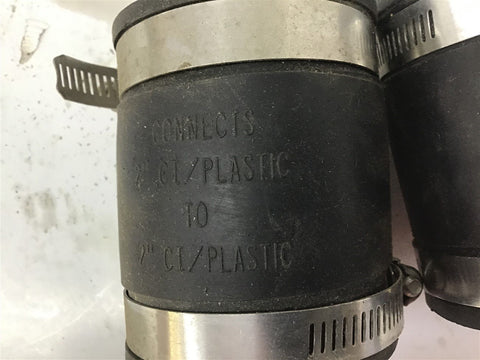 CONNECTS
2" CI/PLASTIC
TO
2" CI/PLASTIC